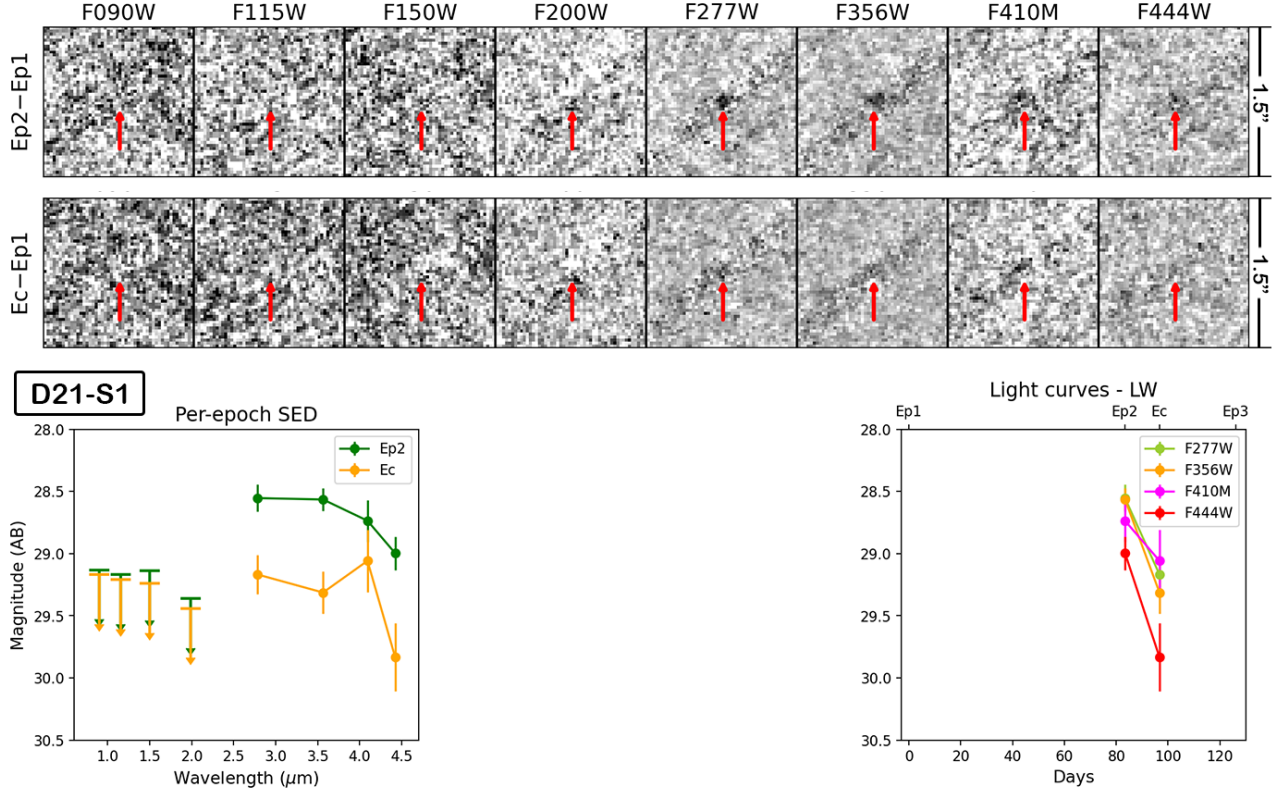 F090W F115W F150W F200W F277W F356W F410M F444W
Ep2−Ep1
1.5”
Ec−Ep1
1.5”
D21-S1
Per-epoch SED
Ep2
Ec
28.0
28.5
29.0
29.5
30.0
30.5
Magnitude (AB)
1.0 1.5 2.0 2.5 3.0 3.5 4.0 4.5
Wavelength (μm)
Light curves - LW
Ep1 Ep2 Ec Ep3
F277W
F356W
F410M
F444W
28.0
28.5
29.0
29.5
30.0
30.5
0 20 40 60 80 100 120
Days